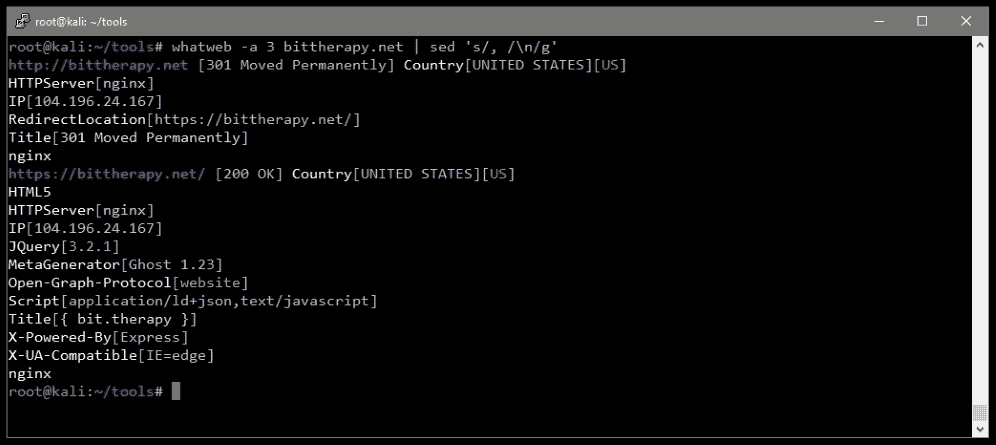 root@kali: ~/tools
root@kali:~/tools# whatweb -a 3 bittherapy.net | sed 's/, /\n/g'
http://bittherapy.net [301 Moved Permanently] Country[UNITED STATES][US]
HTTPServer[nginx]
IP[104.196.24.167]
RedirectLocation[https://bittherapy.net/]
Title[301 Moved Permanently]
nginx
https://bittherapy.net/ [200 OK] Country[UNITED STATES][US]
HTML5
HTTPServer[nginx]
IP[104.196.24.167]
JQuery[3.2.1]
MetaGenerator[Ghost 1.23]
Open-Graph-Protocol[website]
Script[application/ld+json,text/javascript]
Title[{ bit.therapy }]
X-Powered-By[Express]
X-UA-Compatible[IE=edge]
nginx
root@kali:~/tools#